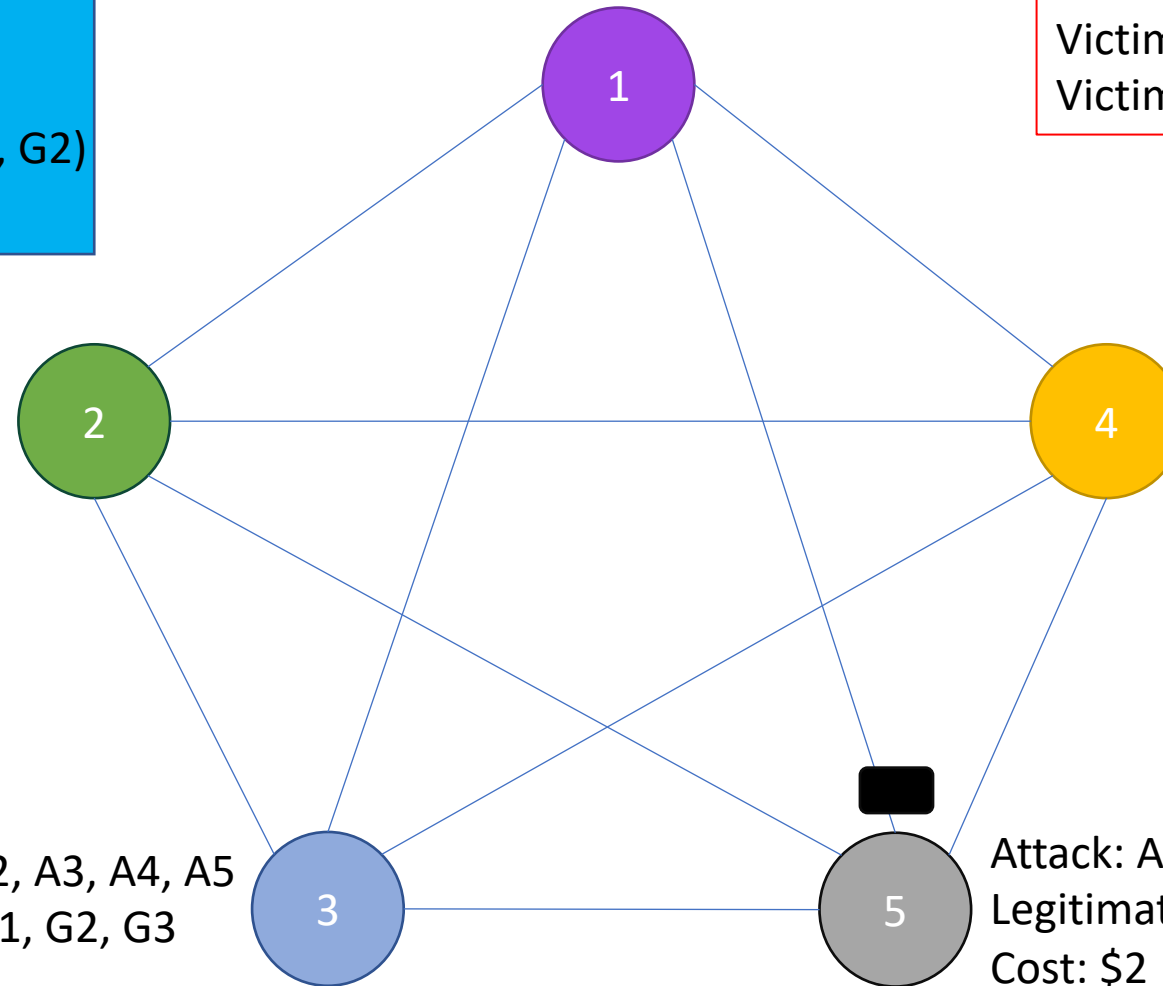 , G2)
Victim
Victim
1
2
4
2, A3, A4, A5
1, G2, G3
3
5
Attack: A
Legitimat
Cost: $2